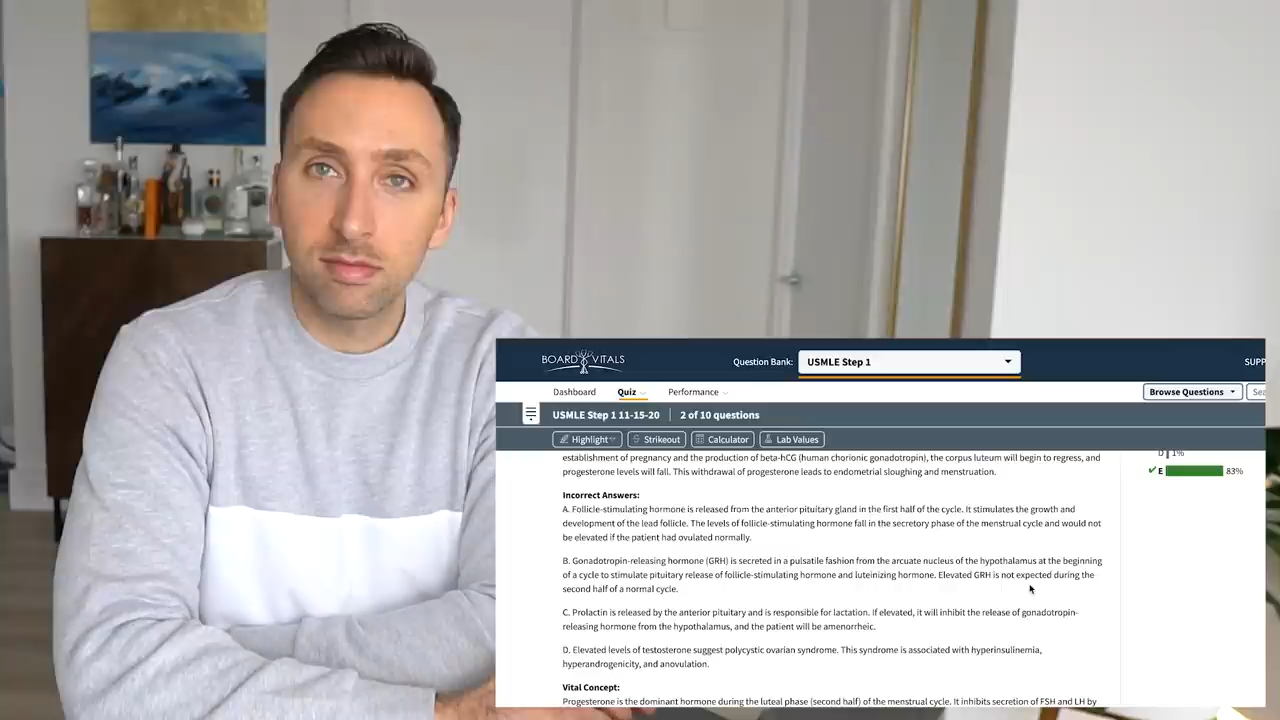 BOARD VITALS
Question Bank:
USMLE Step 1
SUPP
Dashboard
Quiz
Performance
Browse Questions
Sea
USMLE Step 1 11-15-20
2 of 10 questions
Highlight
Strikeout
Calculator
Lab Values
establishment of pregnancy and the production of beta-hCG (human chorionic gonadotropin), the corpus luteum will begin to regress, and
progesterone levels will fall. This withdrawal of progesterone leads to endometrial sloughing and menstruation.
Incorrect Answers:
A. Follicle-stimulating hormone is released from the anterior pituitary gland in the first half of the cycle. It stimulates the growth and
development of the lead follicle. The levels of follicle-stimulating hormone fall in the secretory phase of the menstrual cycle and would not
be elevated if the patient had ovulated normally.
B. Gonadotropin-releasing hormone (GRH) is secreted in a pulsatile fashion from the arcuate nucleus of the hypothalamus at the beginning
of a cycle to stimulate pituitary release of follicle-stimulating hormone and luteinizing hormone. Elevated GRH is not expected during the
second half of a normal cycle.
C. Prolactin is released by the anterior pituitary and is responsible for lactation. If elevated, it will inhibit the release of gonadotropin-
releasing hormone from the hypothalamus, and the patient will be amenorrheic.
D. Elevated levels of testosterone suggest polycystic ovarian syndrome. This syndrome is associated with hyperinsulinemia,
hyperandrogenicity, and anovulation.
Vital Concept:
Progesterone is the dominant hormone during the luteal phase (second half) of the menstrual cycle. It inhibits secretion of FSH and LH by
D 1%
E 83%